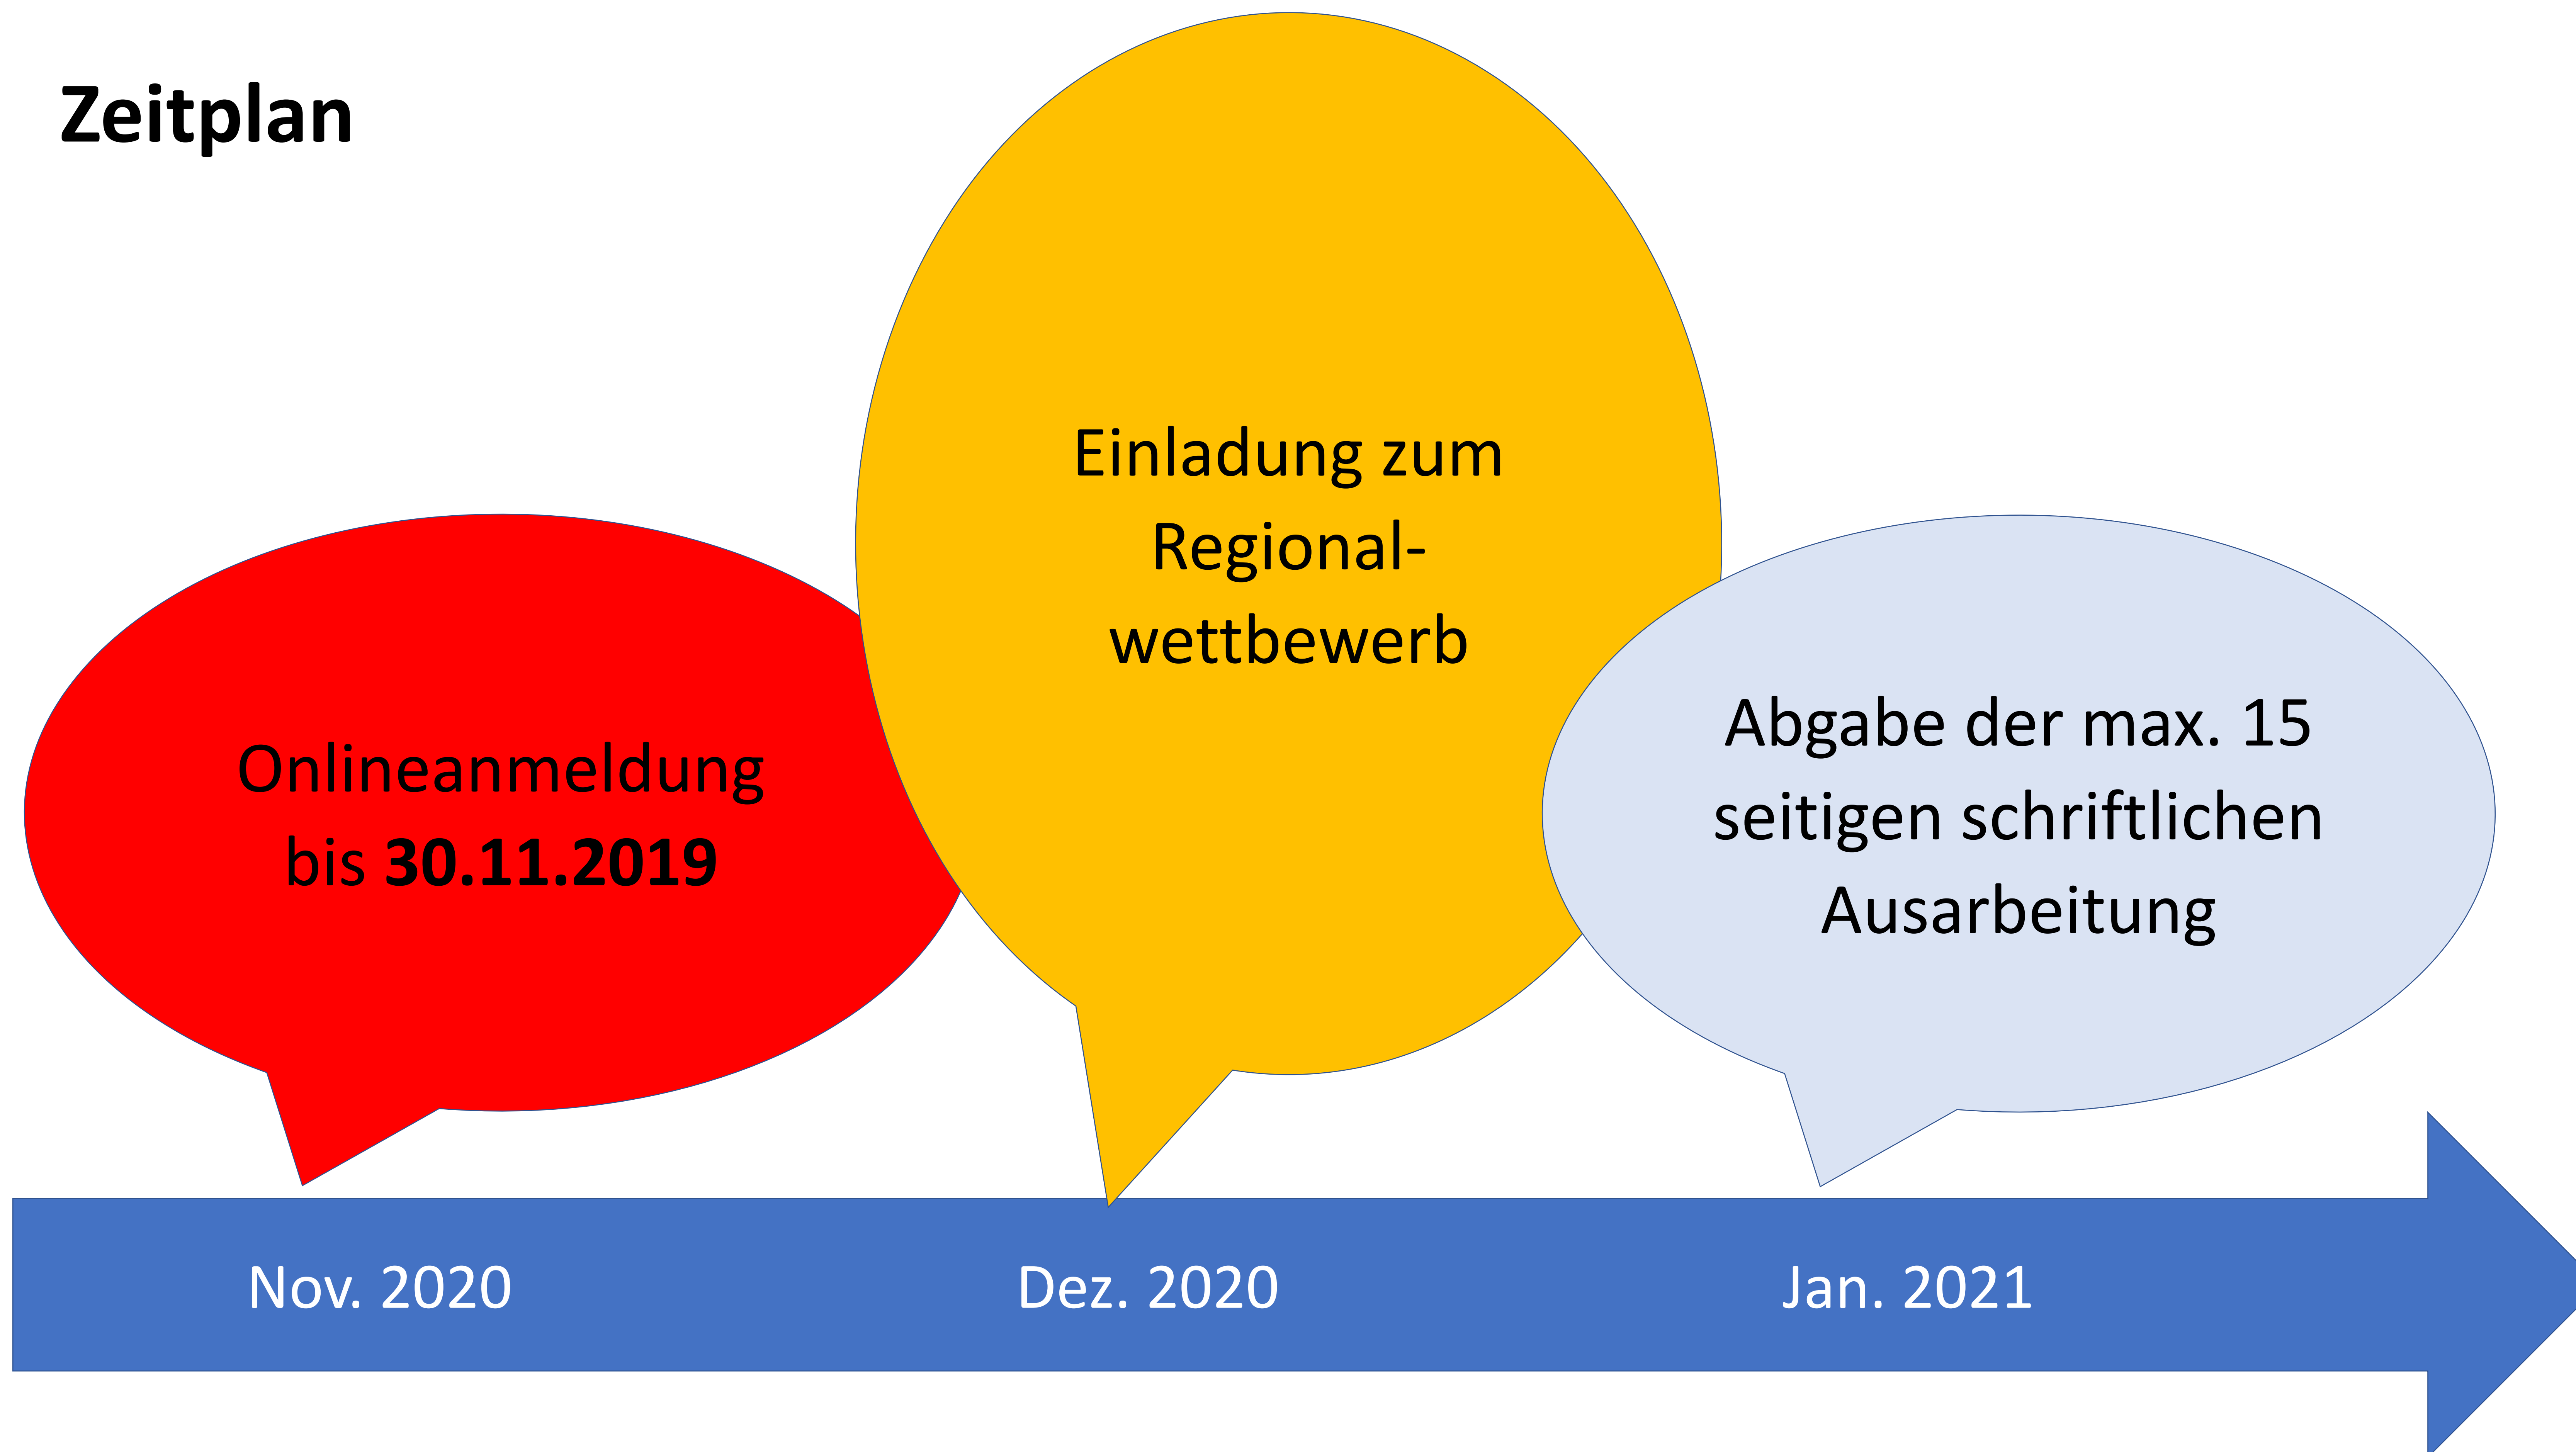 Zeitplan
Onlineanmeldung
bis 30.11.2019
Einladung zum
Regional-
wettbewerb
Abgabe der max. 15
seitigen schriftlichen
Ausarbeitung
Nov. 2020
Dez. 2020
Jan. 2021